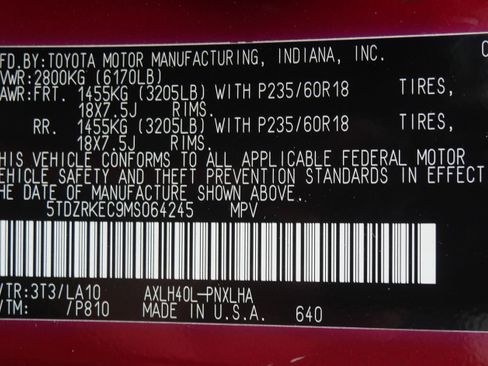 FD.BY:TOYOTA MOTOR MANUFACTURING, INDIANA, INC.
VWR:2800KG (6170LB)
AWR:FRT. 1455KG (3205LB) WITH P235/60R18 TIRES,
18X7.5J RIMS.
RR. 1455KG (3205LB) WITH P235/60R18 TIRES,
18X7.5J RIMS.
THIS VEHICLE CONFORMS TO ALL APPLICABLE FEDERAL MOTOR
VEHICLE SAFETY AND THEFT PREVENTION STANDARDS IN EFFECT
THE DATE OF MANUFACTURE SHOWN ABOVE.
5TDZRKEC9MS064245 MPV
/TR:3T3/LA10 AXLH40L-PNXLHA
/TM: /P810 MADE IN U.S.A. 640